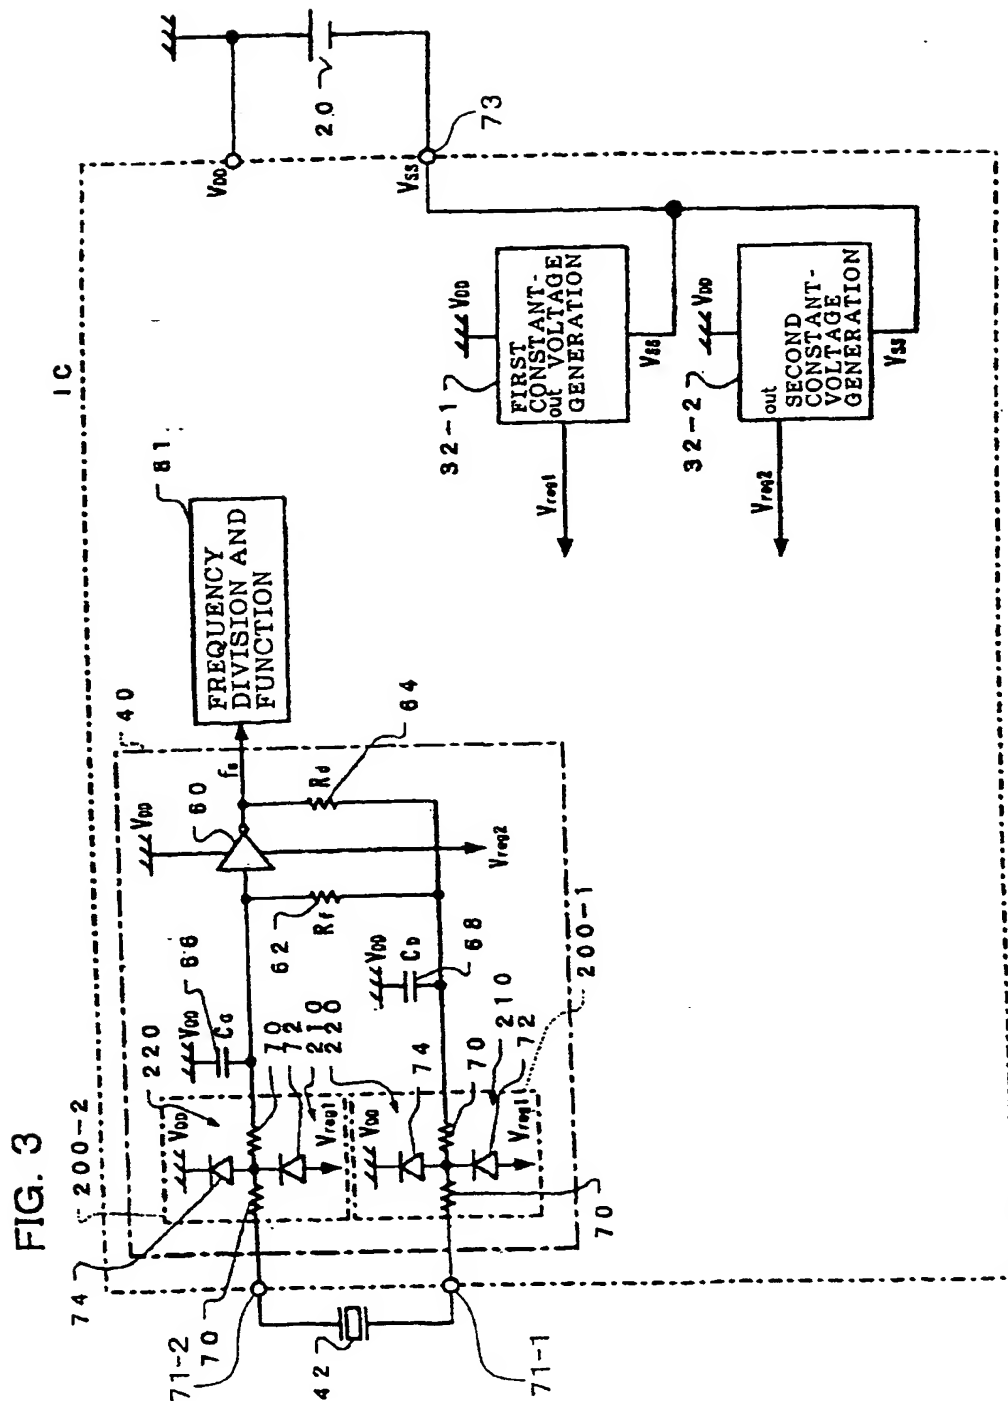 FIG. 3
IC
200-2
40
74
70
71-2
42
71-1
70
220
VDD
66
VDD
CG
70
72
210
220
Vreg1
VDD
74
70
210
72
Vreg1
200-1
62
Rf
VDD
CD
68
VDD
60
fs
Rd
64
Vreg2
81
FREQUENCY
DIVISION AND
FUNCTION
32-1
VDD
FIRST
CONSTANT-
out VOLTAGE
GENERATION
Vreg1
VSS
32-2
VDD
out
SECOND
CONSTANT-
VOLTAGE
GENERATION
Vreg2
VSS
VDD
VSS
20
73